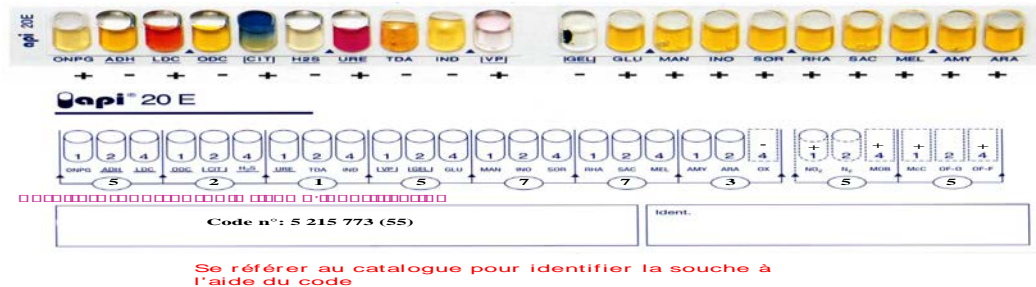 api 20E
ONPG ADH LDC ODC |CIT| H2S URE TDA IND |VP| |GEL| GLU MAN INO SOR RHA SAC MEL AMY ARA
+ - + - + - + - - + - + + + + + + + + +
api® 20 E
1 2 4 1 2 4 1 2 4 1 2 4 1 2 4 1 2 4 1 2 - 4 + 1 2 + 4 + 1 2 + 4
ONPG ADH LDC ODC |CIT| H2S URE TDA IND |VP| |GEL| GLU MAN INO SOR RHA SAC MEL AMY ARA OX NO2 N2 MOB McC OF-O OF-F
5 2 1 5 7 7 3 5 5
Code n°: 5 215 773 (55)
Ident.
Se référer au catalogue pour identifier la souche à
l'aide du code